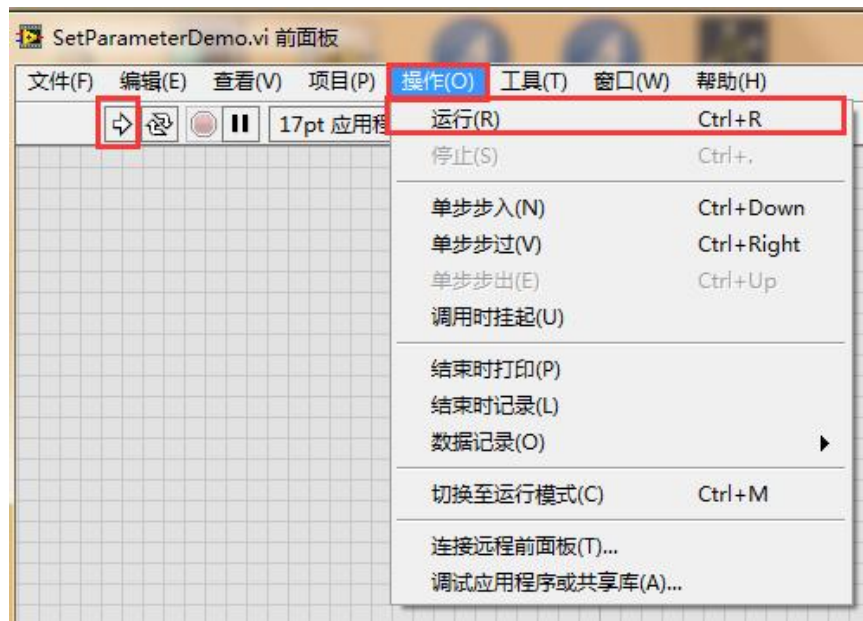 SetParameterDemo.vi 前面板
文件(F) 编辑(E) 查看(V) 项目(P) 操作(O) 工具(T) 窗口(W) 帮助(H)
17pt 应用程
运行(R) Ctrl+R
停止(S) Ctrl+.
单步步入(N) Ctrl+Down
单步步过(V) Ctrl+Right
单步步出(E) Ctrl+Up
调用时挂起(U)
结束时打印(P)
结束时记录(L)
数据记录(O)
切换至运行模式(C) Ctrl+M
连接远程前面板(T)...
调试应用程序或共享库(A)...